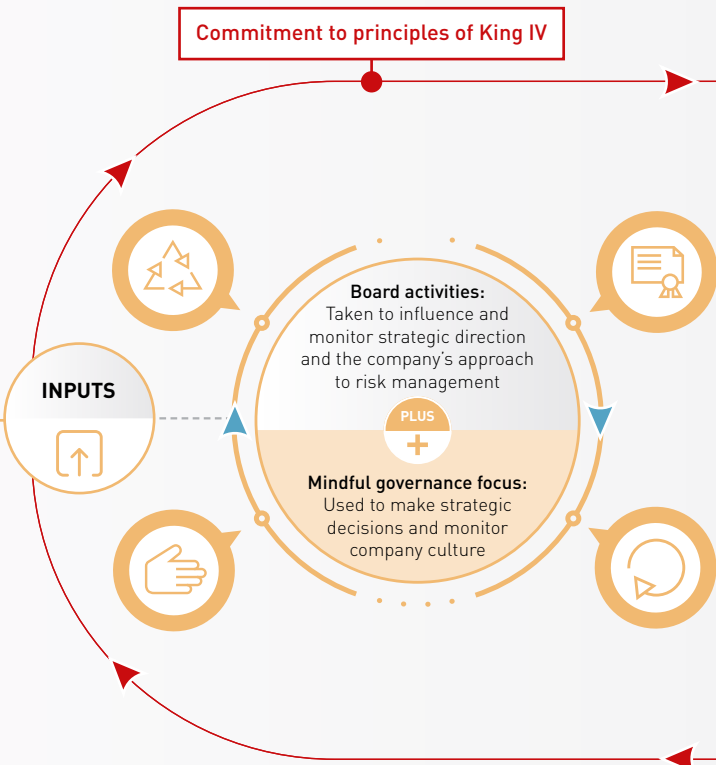 Commitment to principles of King IV
INPUTS
Board activities:
Taken to influence and
monitor strategic direction
and the company’s approach
to risk management
PLUS
+
Mindful governance focus:
Used to make strategic
decisions and monitor
company culture